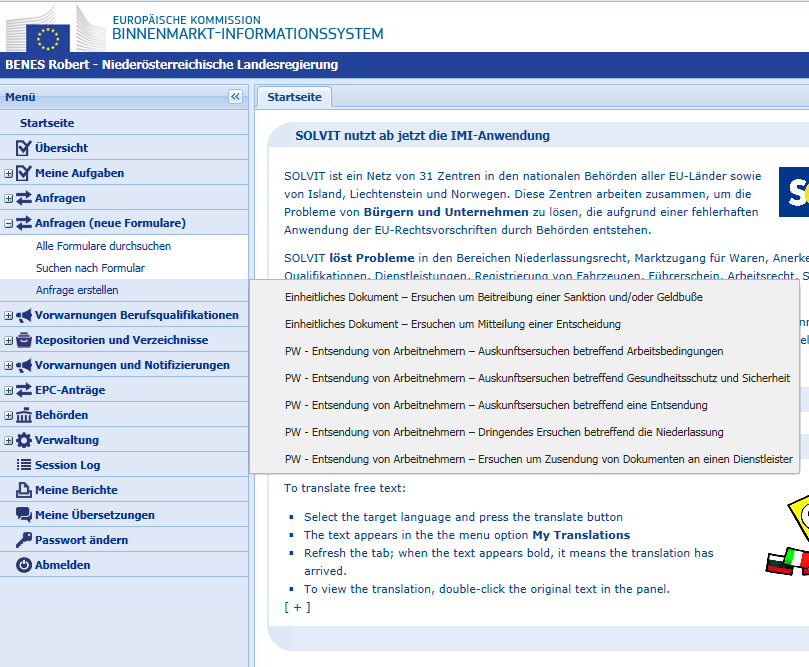 EUROPÄISCHE KOMMISSION
BINNENMARKT-INFORMATIONSSYSTEM
BENES Robert - Niederösterreichische Landesregierung
Menü
Startseite
Übersicht
Meine Aufgaben
Anfragen
Anfragen (neue Formulare)
Alle Formulare durchsuchen
Suchen nach Formular
Anfrage erstellen
Vorwarnungen Berufsqualifikationen
Repositorien und Verzeichnisse
Vorwarnungen und Notifizierungen
EPC-Anträge
Behörden
Verwaltung
Session Log
Meine Berichte
Meine Übersetzungen
Passwort ändern
Abmelden
Startseite
SOLVIT nutzt ab jetzt die IMI-Anwendung
SOLVIT ist ein Netz von 31 Zentren in den nationalen Behörden aller EU-Länder sowie
von Island, Liechtenstein und Norwegen. Diese Zentren arbeiten zusammen, um die
Probleme von Bürgern und Unternehmen zu lösen, die aufgrund einer fehlerhaften
Anwendung der EU-Rechtsvorschriften durch Behörden entstehen.
SOLVIT löst Probleme in den Bereichen Niederlassungsrecht, Marktzugang für Waren, Anerke
Qualifikationen, Dienstleistungen, Registrierung von Fahrzeugen, Führerschein, Arbeitsrecht, S
Einheitliches Dokument – Ersuchen um Beitreibung einer Sanktion und/oder Geldbuße
Einheitliches Dokument – Ersuchen um Mitteilung einer Entscheidung
PW - Entsendung von Arbeitnehmern – Auskunftsersuchen betreffend Arbeitsbedingungen
PW - Entsendung von Arbeitnehmern – Auskunftsersuchen betreffend Gesundheitsschutz und Sicherheit
PW - Entsendung von Arbeitnehmern – Auskunftsersuchen betreffend eine Entsendung
PW - Entsendung von Arbeitnehmern – Dringendes Ersuchen betreffend die Niederlassung
PW - Entsendung von Arbeitnehmern – Ersuchen um Zusendung von Dokumenten an einen Dienstleister
To translate free text:
Select the target language and press the translate button
The text appears in the the menu option My Translations
Refresh the tab; when the text appears bold, it means the translation has
arrived.
To view the translation, double-click the original text in the panel.
[ + ]